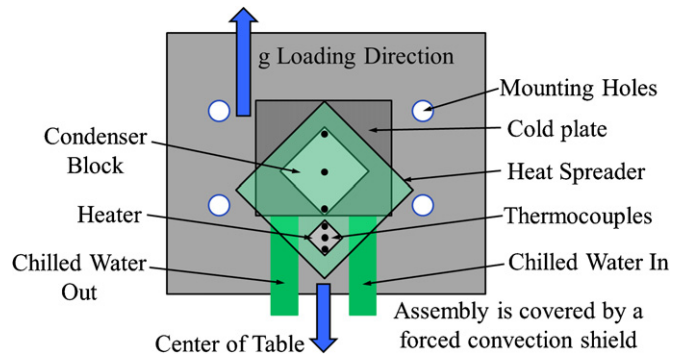 g Loading Direction
Mounting Holes
Cold plate
Condenser
Block
Heat Spreader
Heater
Thermocouples
Chilled Water
Out
Chilled Water In
Assembly is covered by a
forced convection shield
Center of Table